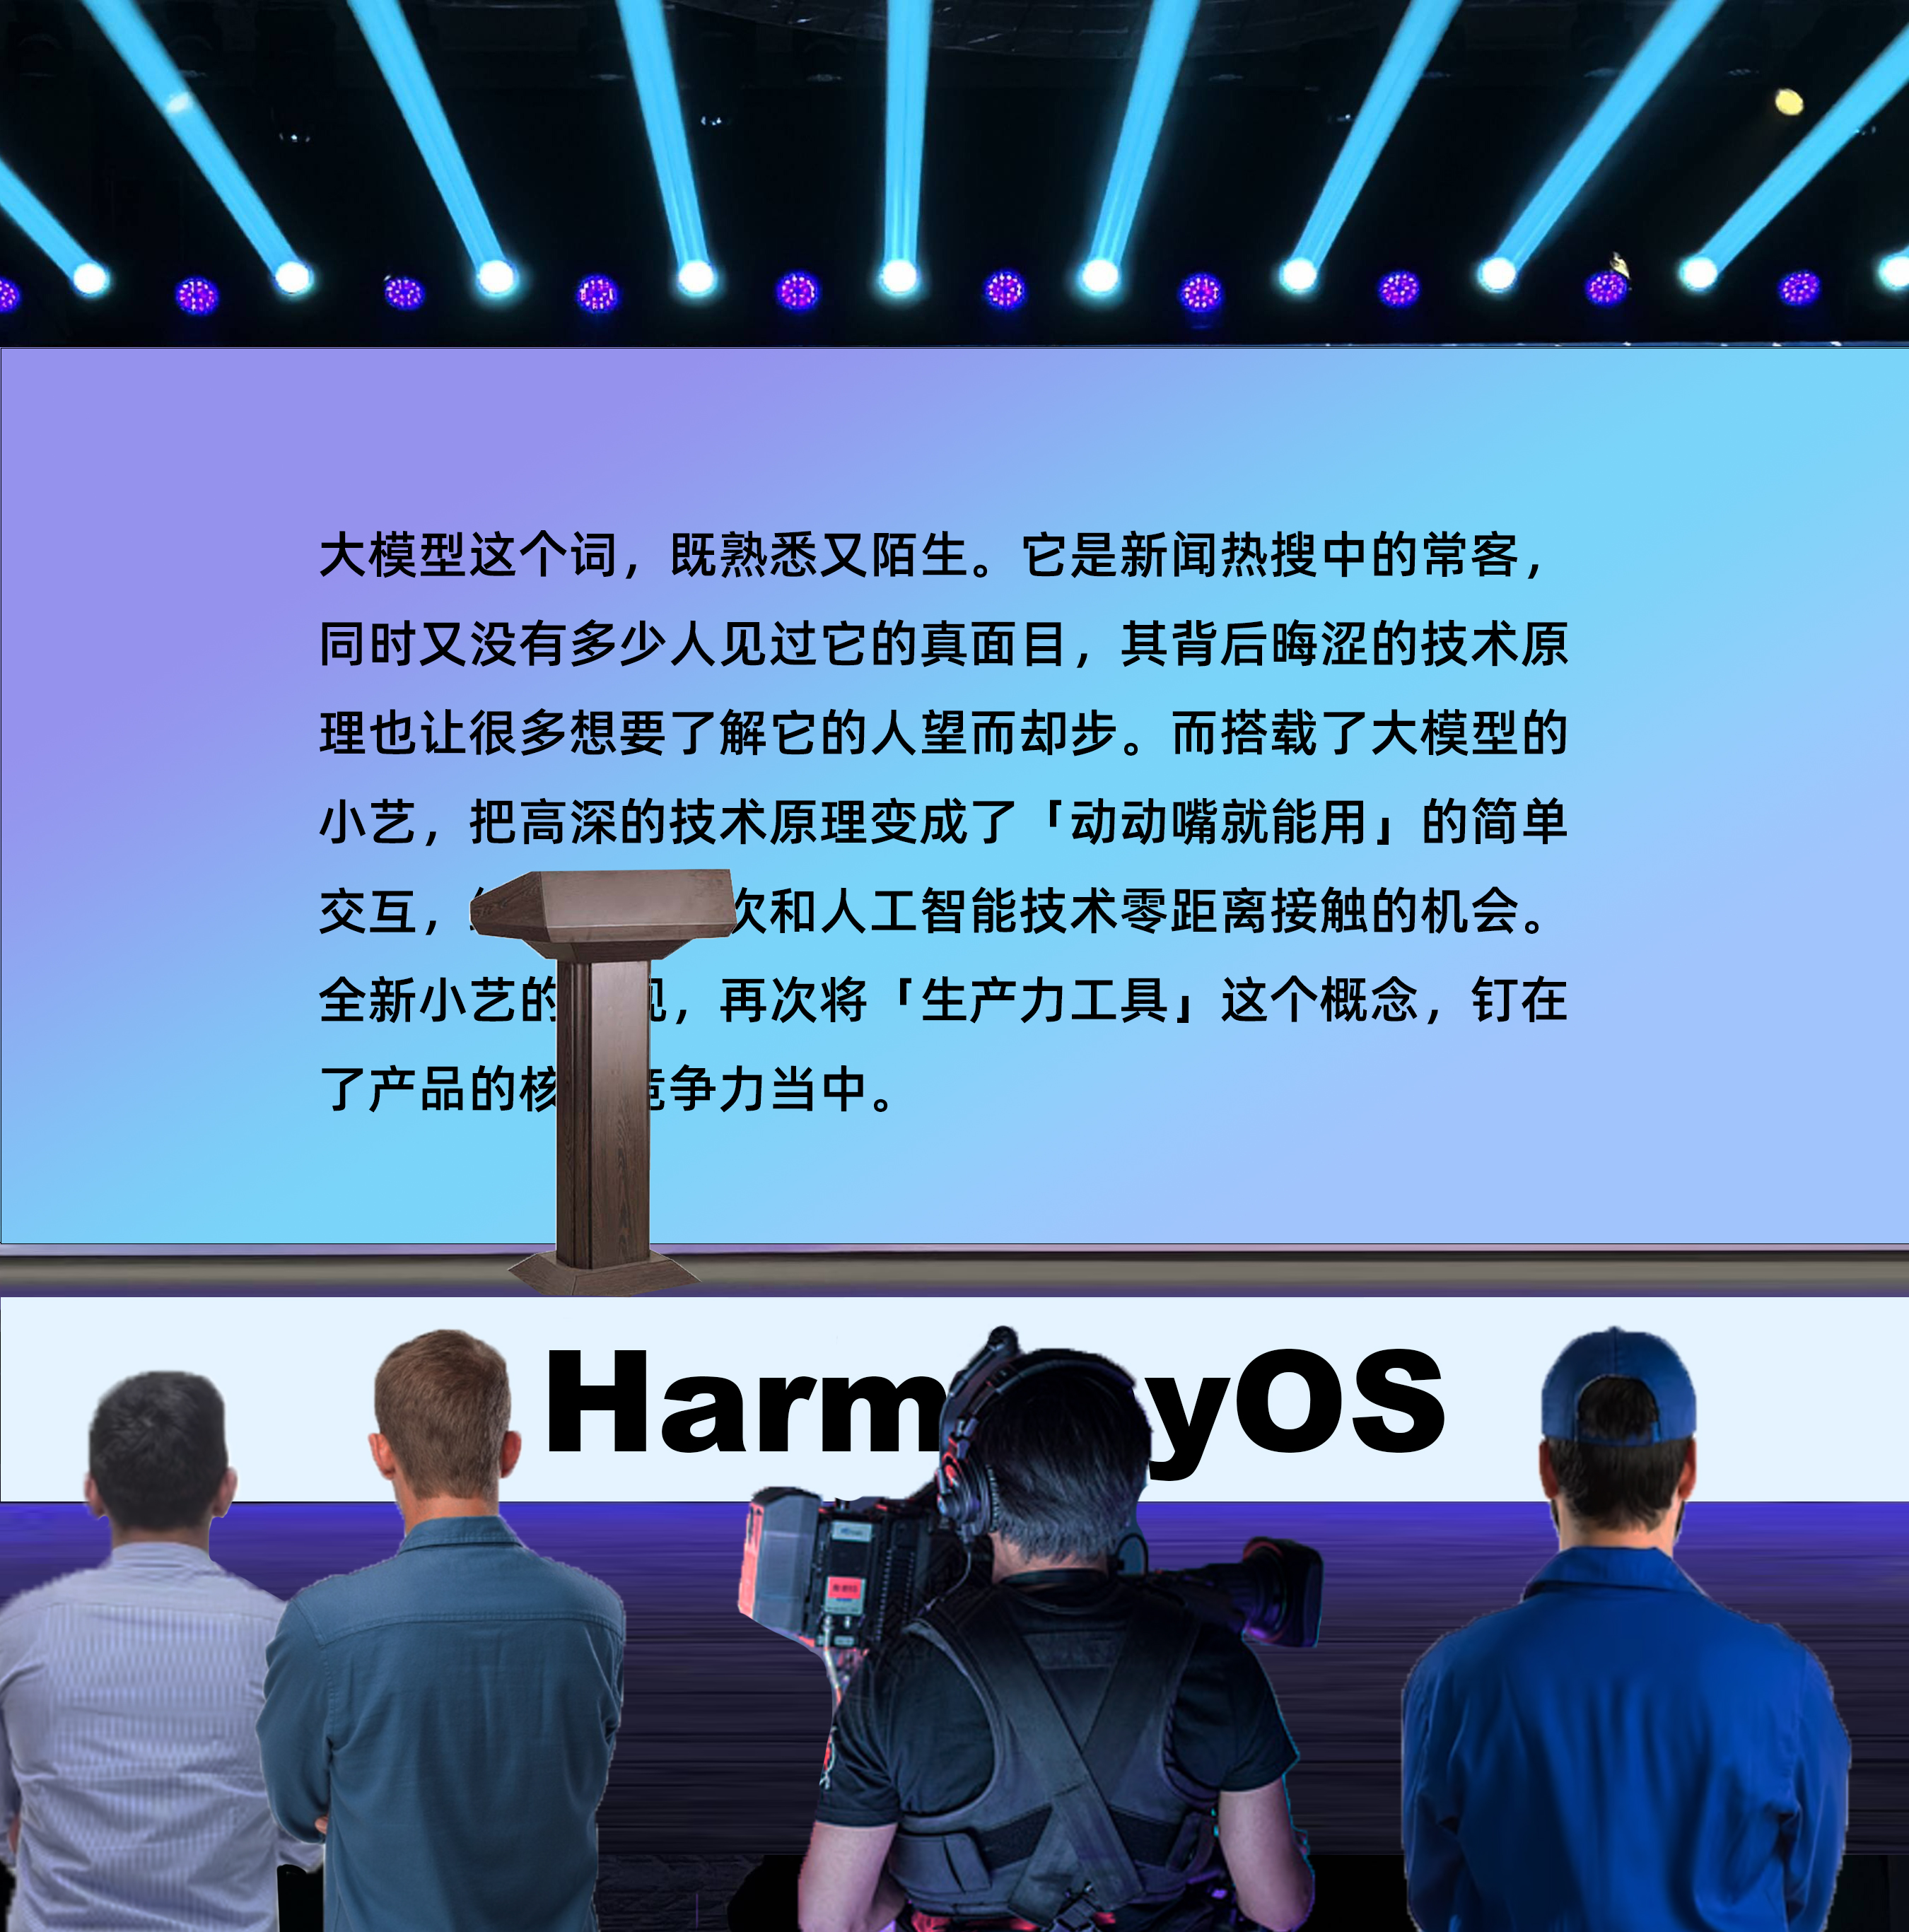 大模型这个词，既熟悉又陌生。它是新闻热搜中的常客，
同时又没有多少人见过它的真面目，其背后晦涩的技术原
理也让很多想要了解它的人望而却步。而搭载了大模型的
小艺，把高深的技术原理变成了「动动嘴就能用」的简单
交互，次和人工智能技术零距离接触的机会。
全新小艺的现，再次将「生产力工具」这个概念，钉在
了产品的核竞争力当中。
HarmyOS